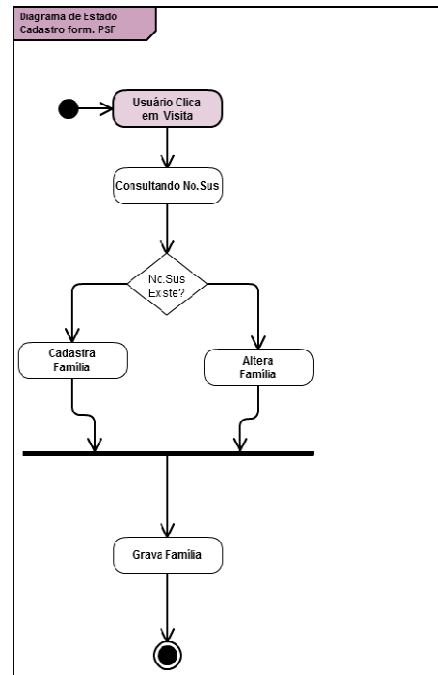 Diagrama de Estado
Cadastro form. PSF
Usuário Clica
em Visita
Consultando No.Sus
No.Sus
Existe?
Cadastra
Família
Altera
Família
Grava Família